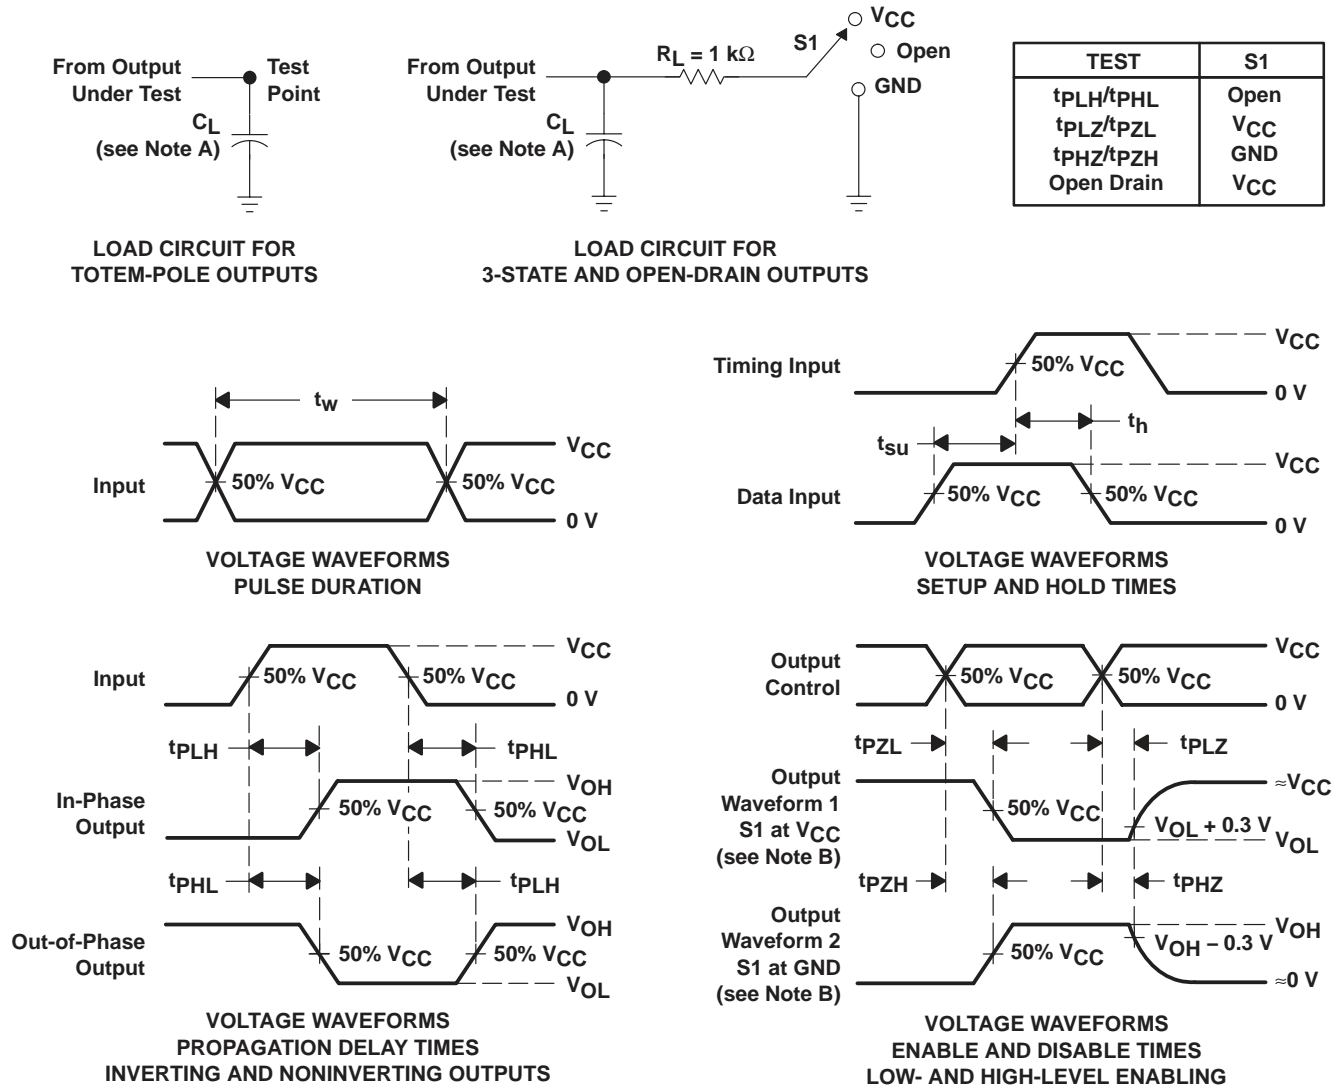 From Output
Under Test
Test
Point
CL
(see Note A)
LOAD CIRCUIT FOR
TOTEM-POLE OUTPUTS
From Output
Under Test
RL = 1 kΩ
S1
VCC
Open
GND
CL
(see Note A)
LOAD CIRCUIT FOR
3-STATE AND OPEN-DRAIN OUTPUTS
TEST S1
tPLH/tPHL Open
tPLZ/tPZL VCC
tPHZ/tPZH GND
Open Drain VCC
tw
Input
50% VCC
50% VCC
VCC
0 V
VOLTAGE WAVEFORMS
PULSE DURATION
Timing Input
50% VCC
VCC
0 V
tsu
th
Data Input
50% VCC
50% VCC
VCC
0 V
VOLTAGE WAVEFORMS
SETUP AND HOLD TIMES
Input
50% VCC
50% VCC
VCC
0 V
tPLH
tPHL
In-Phase
Output
50% VCC
50% VCC
VOH
VOL
tPHL
tPLH
Out-of-Phase
Output
50% VCC
50% VCC
VOH
VOL
VOLTAGE WAVEFORMS
PROPAGATION DELAY TIMES
INVERTING AND NONINVERTING OUTPUTS
Output
Control
50% VCC
50% VCC
VCC
0 V
tPZL
tPLZ
Output
Waveform 1
S1 at VCC
(see Note B)
50% VCC
≈VCC
VOL + 0.3 V
VOL
tPZH
tPHZ
Output
Waveform 2
S1 at GND
(see Note B)
50% VCC
VOH
VOH – 0.3 V
≈0 V
VOLTAGE WAVEFORMS
ENABLE AND DISABLE TIMES
LOW- AND HIGH-LEVEL ENABLING